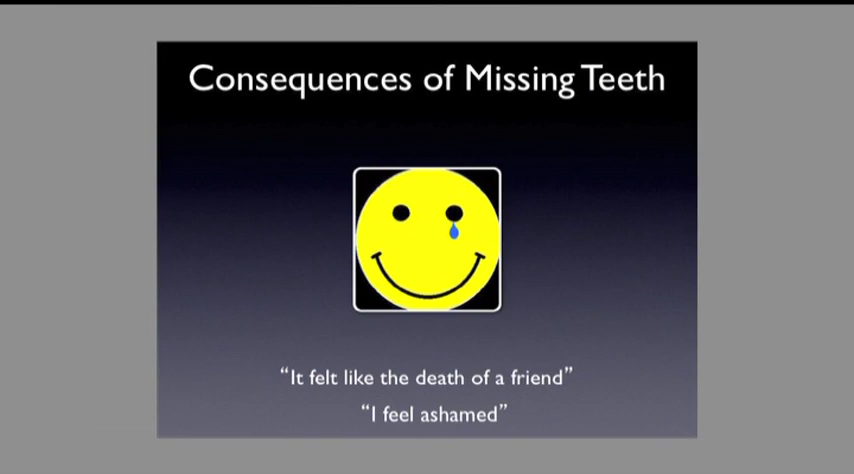 Consequences of Missing Teeth
“It felt like the death of a friend”
“I feel ashamed”